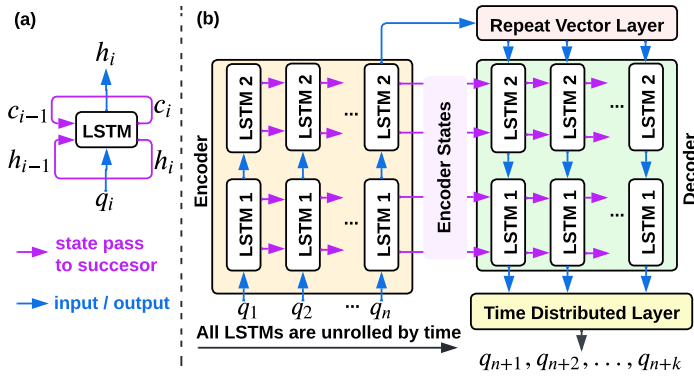 (a)
h_i
c_{i−1}
c_i
LSTM
h_{i−1}
h_i
q_i
state pass
to succesor
input / output
(b)
Repeat Vector Layer
Encoder
LSTM 2
LSTM 2
...
LSTM 2
LSTM 1
LSTM 1
...
LSTM 1
q_1
q_2
...
q_n
Encoder States
LSTM 2
LSTM 2
...
LSTM 2
LSTM 1
LSTM 1
...
LSTM 1
Decoder
Time Distributed Layer
All LSTMs are unrolled by time
q_{n+1}, q_{n+2}, . . . , q_{n+k}